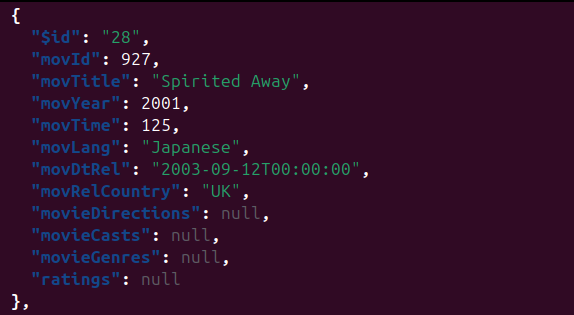 {
"$id": "28",
"movId": 927,
"movTitle": "Spirited Away",
"movYear": 2001,
"movTime": 125,
"movLang": "Japanese",
"movDtRel": "2003-09-12T00:00:00",
"movRelCountry": "UK",
"movieDirections": null,
"movieCasts": null,
"movieGenres": null,
"ratings": null
},